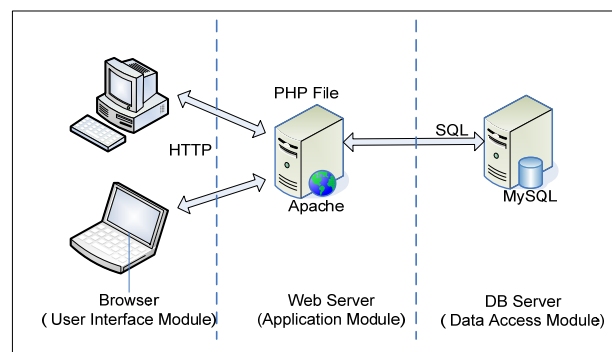 PHP File
SQL
HTTP
Apache
MySQL
Browser
( User Interface Module)
Web Server
(Application Module)
DB Server
( Data Access Module)